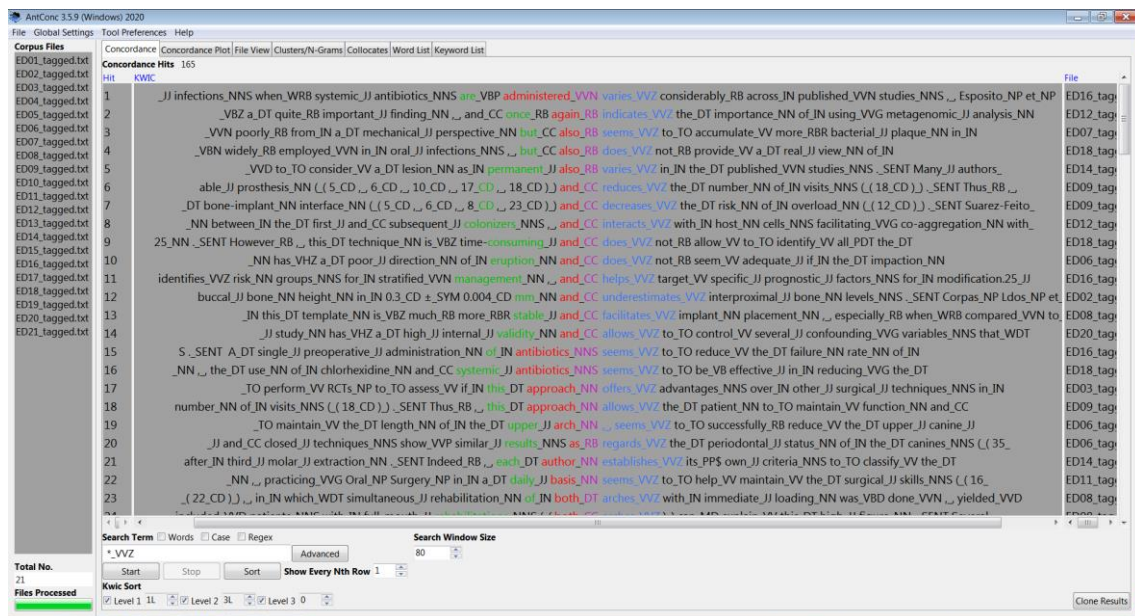 AntConc 3.5.9 (Windows) 2020
File Global Settings Tool Preferences Help
Corpus Files
ED01_tagged.txt
ED02_tagged.txt
ED03_tagged.txt
ED04_tagged.txt
ED05_tagged.txt
ED06_tagged.txt
ED07_tagged.txt
ED08_tagged.txt
ED09_tagged.txt
ED10_tagged.txt
ED11_tagged.txt
ED12_tagged.txt
ED13_tagged.txt
ED14_tagged.txt
ED15_tagged.txt
ED16_tagged.txt
ED17_tagged.txt
ED18_tagged.txt
ED19_tagged.txt
ED20_tagged.txt
ED21_tagged.txt
Total No.
21
Files Processed
Concordance Concordance Plot File View Clusters/N-Grams Collocates Word List Keyword List
Concordance Hits 165
Hit KWIC File
1 _JJ infections_NNS when_WRB systemic_JJ antibiotics_NNS are_VBP administered_VVN varies_VVZ considerably_RB across_IN published_VVN studies_NNS ,_, Esposito_NP et_NP ED16_tag
2 _VBZ a_DT quite_RB important_JJ finding_NN ,_, and_CC once_RB again_RB indicates_VVZ the_DT importance_NN of_IN using_VVG metagenomic_JJ analysis_NN ED12_tag
3 _VVN poorly_RB from_IN a_DT mechanical_JJ perspective_NN but_CC also_RB seems_VVZ to_TO accumulate_VV more_RBR bacterial_JJ plaque_NN in_IN ED07_tag
4 _VBN widely_RB employed_VVN in_IN oral_JJ infections_NNS ,_, but_CC also_RB does_VVZ not_RB provide_VV a_DT real_JJ view_NN of_IN ED18_tag
5 _VVD to_TO consider_VV a_DT lesion_NN as_IN permanent_JJ also_RB varies_VVZ in_IN the_DT published_VVN studies_NNS ._SENT Many_JJ authors_ ED14_tag
6 able_JJ prosthesis_NN (_( 5_CD ,_, 6_CD ,_, 10_CD ,_, 17_CD ,_, 18_CD )_) and_CC reduces_VVZ the_DT number_NN of_IN visits_NNS (_( 18_CD )_) ._SENT Thus_RB ,_, ED09_tag
7 _DT bone-implant_NN interface_NN (_( 5_CD ,_, 6_CD ,_, 8_CD ,_, 23_CD )_) and_CC decreases_VVZ the_DT risk_NN of_IN overload_NN (_( 12_CD )_) ._SENT Suarez-Feito_ ED09_tag
8 _NN between_IN the_DT first_JJ and_CC subsequent_JJ colonizers_NNS ,_, and_CC interacts_VVZ with_IN host_NN cells_NNS facilitating_VVG co-aggregation_NN with_ ED12_tag
9 25_NN ._SENT However_RB ,_, this_DT technique_NN is_VBZ time-consuming_JJ and_CC does_VVZ not_RB allow_VV to_TO identify_VV all_PDT the_DT ED18_tag
10 _NN has_VHZ a_DT poor_JJ direction_NN of_IN eruption_NN and_CC does_VVZ not_RB seem_VV adequate_JJ if_IN the_DT impaction_NN ED06_tag
11 identifies_VVZ risk_NN groups_NNS for_IN stratified_VVN management_NN ,_, and_CC helps_VVZ target_VV specific_JJ prognostic_JJ factors_NNS for_IN modification.25_JJ ED16_tag
12 buccal_JJ bone_NN height_NN in_IN 0.3_CD ±_SYM 0.004_CD mm_NN and_CC underestimates_VVZ interproximal_JJ bone_NN levels_NNS ._SENT Corpas_NP Ldos_NP et_ ED02_tag
13 _IN this_DT template_NN is_VBZ much_RB more_RBR stable_JJ and_CC facilitates_VVZ implant_NN placement_NN ,_, especially_RB when_WRB compared_VVN to_ ED08_tag
14 _JJ study_NN has_VHZ a_DT high_JJ internal_JJ validity_NN and_CC allows_VVZ to_TO control_VV several_JJ confounding_VVG variables_NNS that_WDT ED20_tag
15 S ._SENT A_DT single_JJ preoperative_JJ administration_NN of_IN antibiotics_NNS seems_VVZ to_TO reduce_VV the_DT failure_NN rate_NN of_IN ED16_tag
16 _NN ,_, the_DT use_NN of_IN chlorhexidine_NN and_CC systemic_JJ antibiotics_NNS seems_VVZ to_TO be_VB effective_JJ in_IN reducing_VVG the_DT ED18_tag
17 _TO perform_VV RCTs_NP to_TO assess_VV if_IN this_DT approach_NN offers_VVZ advantages_NNS over_IN other_JJ surgical_JJ techniques_NNS in_IN ED03_tag
18 number_NN of_IN visits_NNS (_( 18_CD )_) ._SENT Thus_RB ,_, this_DT approach_NN allows_VVZ the_DT patient_NN to_TO maintain_VV function_NN and_CC ED09_tag
19 _TO maintain_VV the_DT length_NN of_IN the_DT upper_JJ arch_NN ,_, seems_VVZ to_TO successfully_RB reduce_VV the_DT upper_JJ canine_JJ ED06_tag
20 _JJ and_CC closed_JJ techniques_NNS show_VVP similar_JJ results_NNS as_RB regards_VVZ the_DT periodontal_JJ status_NN of_IN the_DT canines_NNS (_( 35_ ED06_tag
21 after_IN third_JJ molar_JJ extraction_NN ._SENT Indeed_RB ,_, each_DT author_NN establishes_VVZ its_PP$ own_JJ criteria_NNS to_TO classify_VV the_DT ED14_tag
22 _NN ,_, practicing_VVG Oral_NP Surgery_NP in_IN a_DT daily_JJ basis_NN seems_VVZ to_TO help_VV maintain_VV the_DT surgical_JJ skills_NNS (_( 16_ ED11_tag
23 _( 22_CD )_) ,_, in_IN which_WDT simultaneous_JJ rehabilitation_NN of_IN both_DT arches_VVZ with_IN immediate_JJ loading_NN was_VBD done_VVN ,_, yielded_VVD ED08_tag
Search Term Words Case Regex Search Window Size
*_VVZ Advanced 80
Start Stop Sort Show Every Nth Row 1
Kwic Sort
Level 1 1L Level 2 3L Level 3 0 Clone Results